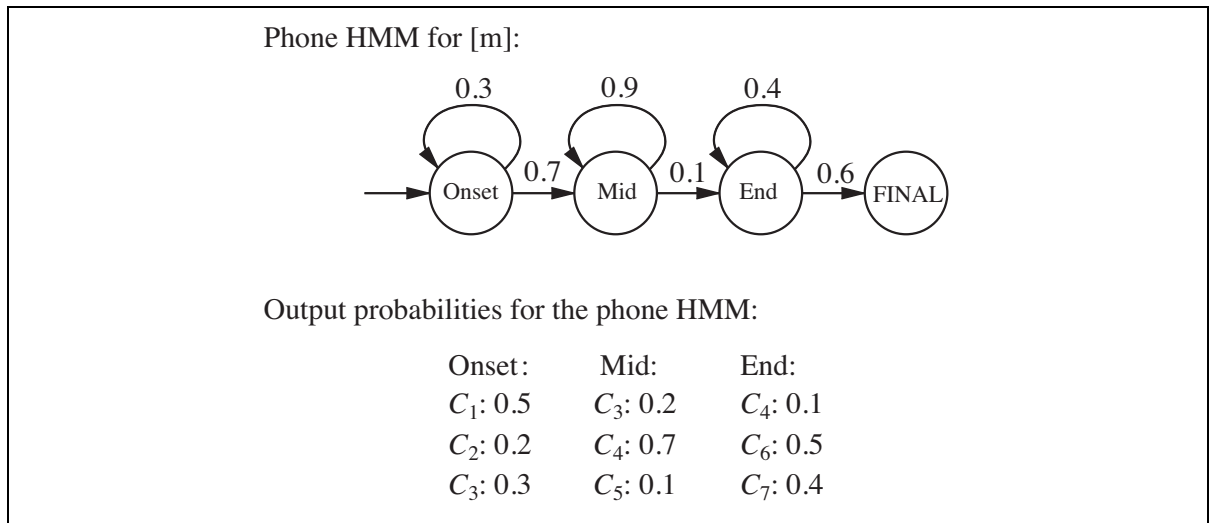 Phone HMM for [m]:
0.3 0.9 0.4
0.7 0.1 0.6
Onset Mid End FINAL
Output probabilities for the phone HMM:
Onset: Mid: End:
C₁: 0.5 C₃: 0.2 C₄: 0.1
C₂: 0.2 C₄: 0.7 C₆: 0.5
C₃: 0.3 C₅: 0.1 C₇: 0.4